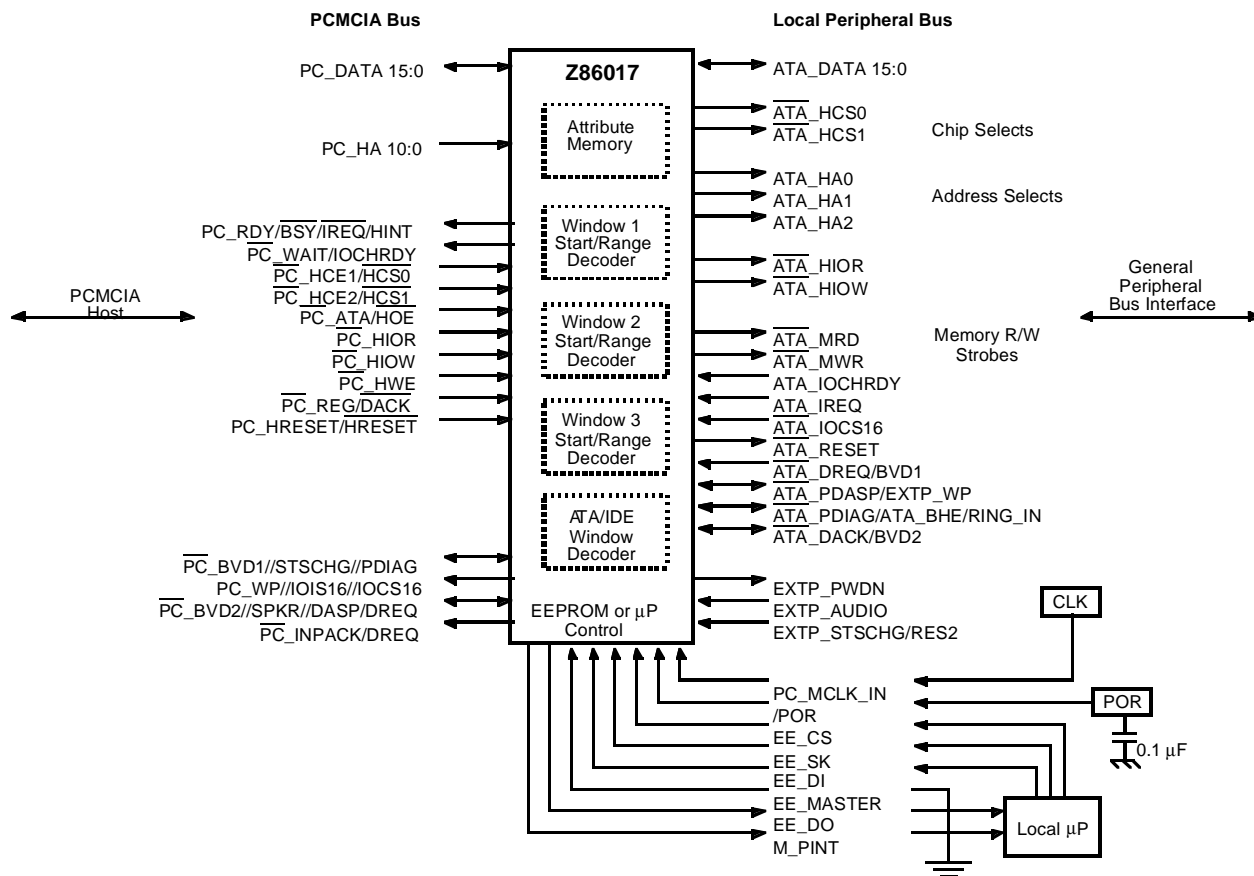 PCMCIA Bus
Local Peripheral Bus
Z86017
PC_DATA 15:0
ATA_DATA 15:0
Attribute
Memory
ATA_HCS0
ATA_HCS1
Chip Selects
PC_HA 10:0
ATA_HA0
ATA_HA1
ATA_HA2
Address Selects
PC_RDY/BSY/IREQ/HINT
PC_WAIT/IOCHRDY
PC_HCE1/HCS0
PC_HCE2/HCS1
PC_ATA/HOE
PC_HIOR
PC_HIOW
PC_HWE
PC_REG/DACK
PC_HRESET/HRESET
Window 1
Start/Range
Decoder
ATA_HIOR
ATA_HIOW
PCMCIA
Host
General
Peripheral
Bus Interface
Window 2
Start/Range
Decoder
ATA_MRD
ATA_MWR
Memory R/W
Strobes
ATA_IOCHRDY
ATA_IREQ
ATA_IOCS16
ATA_RESET
ATA_DREQ/BVD1
ATA_PDASP/EXTP_WP
ATA_PDIAG/ATA_BHE/RING_IN
ATA_DACK/BVD2
Window 3
Start/Range
Decoder
ATA/IDE
Window
Decoder
PC_BVD1//STSCHG//PDIAG
PC_WP//IOIS16//IOCS16
PC_BVD2//SPKR//DASP/DREQ
PC_INPACK/DREQ
EEPROM or µP
Control
EXTP_PWDN
EXTP_AUDIO
EXTP_STSCHG/RES2
CLK
PC_MCLK_IN
/POR
POR
EE_CS
0.1 µF
EE_SK
EE_DI
EE_MASTER
EE_DO
M_PINT
Local µP